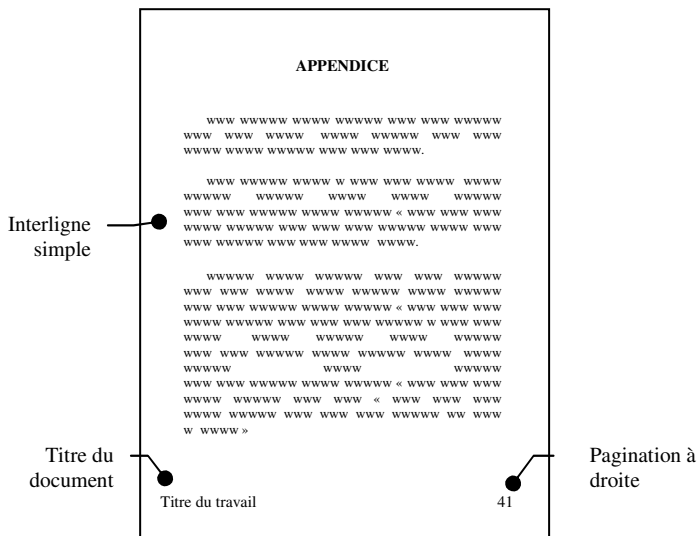 APPENDICE
www wwwww wwww wwwww www www wwwww
www www wwww wwww wwwww www www
wwww wwww wwwww www www wwww.
www wwwww wwww w www www wwww wwww
wwwww wwwww wwww wwww wwwww
www www wwwww wwww wwwww « www www www
wwww wwwww www www www wwwww wwww www
www wwwww www www wwww wwww.
Interligne
simple
wwwww wwww wwwww www www wwwww
www www wwww wwww wwwww wwww wwwww
www www wwwww wwww wwwww « www www www
wwww wwwww www www www wwwww w www www
wwww wwww wwwww wwww wwwww
www www wwwww wwww wwwww wwww wwww
wwwww wwww wwwww
www www wwwww wwww wwwww « www www www
wwww wwwww www www « www www www
wwww wwwww www www www wwwww ww www
w wwww »
Titre du
document
Pagination à
droite
Titre du travail 41